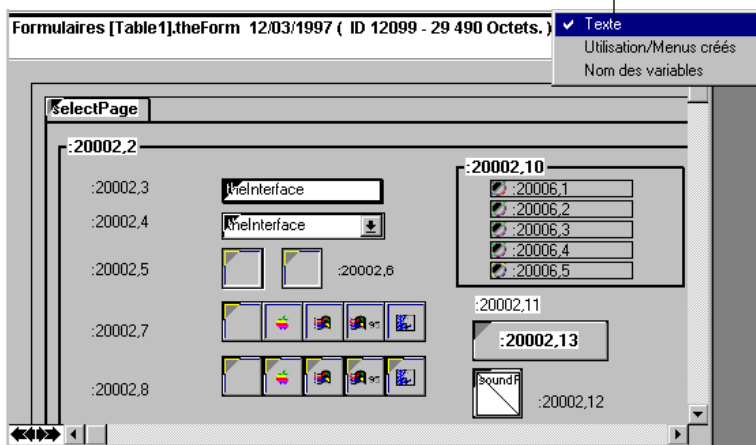 Formulaires [Table1].theForm 12/03/1997 ( ID 12099 - 29 490 Octets. )
✓ Texte
Utilisation/Menus créés
Nom des variables
selectPage
:20002,2
:20002,3
theInterface
:20002,4
theInterface
:20002,5
:20002,6
:20002,7
:20002,8
:20002,10
:20006,1
:20006,2
:20006,3
:20006,4
:20006,5
:20002,11
:20002,13
:20002,12